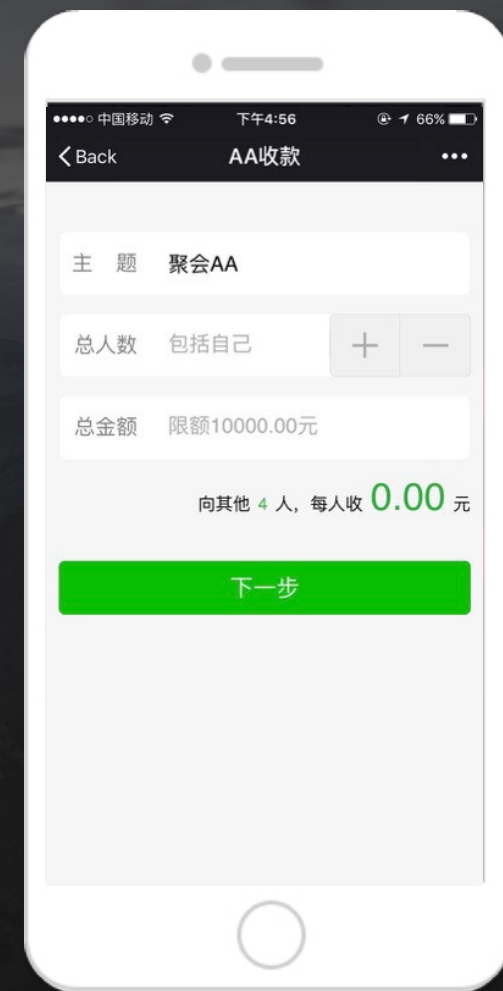 中国移动 下午4:56 66%
Back AA收款
主 题 聚会AA
总人数 包括自己
总金额 限额10000.00元
向其他 4 人，每人收 0.00 元
下一步